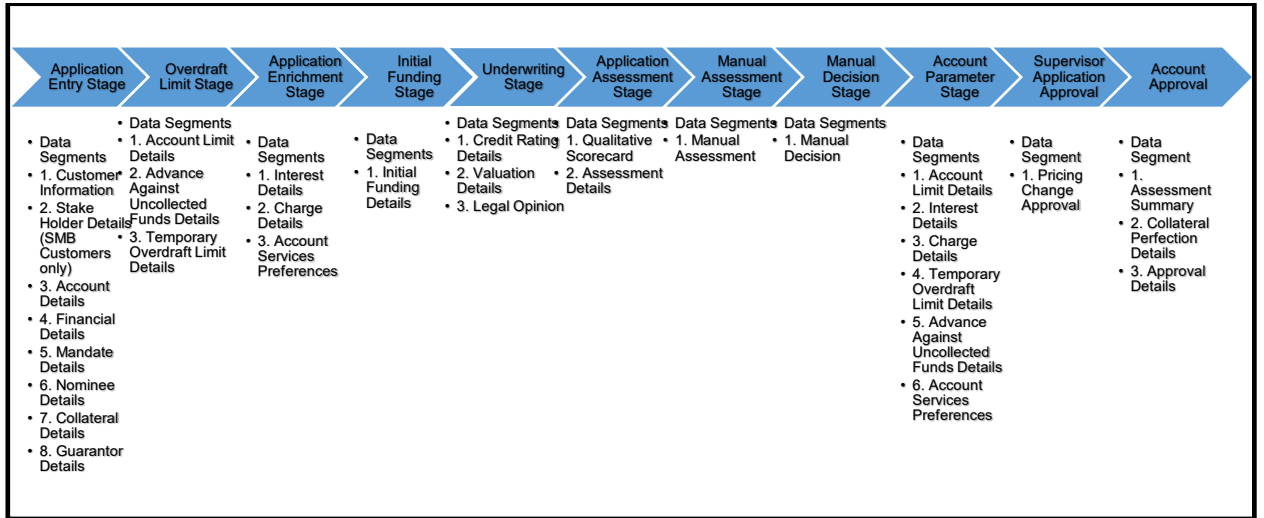 Application
Entry Stage
Overdraft
Limit Stage
Application
Enrichment
Stage
Initial
Funding
Stage
Underwriting
Stage
Application
Assessment
Stage
Manual
Assessment
Stage
Manual
Decision
Stage
Account
Parameter
Stage
Supervisor
Application
Approval
Account
Approval
• Data
Segments
• 1. Customer
Information
• 2. Stake
Holder Details
(SMB
Customers
only)
• 3. Account
Details
• 4. Financial
Details
• 5. Mandate
Details
• 6. Nominee
Details
• 7. Collateral
Details
• 8. Guarantor
Details
• Data Segments
• 1. Account Limit
Details
• 2. Advance
Against
Uncollected
Funds Details
• 3. Temporary
Overdraft Limit
Details
• Data
Segments
• 1. Interest
Details
• 2. Charge
Details
• 3. Account
Services
Preferences
• Data
Segments
• 1. Initial
Funding
Details
• Data Segments
• 1. Credit Rating
Details
• 2. Valuation
Details
• 3. Legal Opinion
• Data Segments
• 1. Qualitative
Scorecard
• 2. Assessment
Details
• Data Segments
• 1. Manual
Assessment
• Data Segments
• 1. Manual
Decision
• Data
Segments
• 1. Account
Limit Details
• 2. Interest
Details
• 3. Charge
Details
• 4. Temporary
Overdraft
Limit Details
• 5. Advance
Against
Uncollected
Funds Details
• 6. Account
Services
Preferences
• Data
Segment
• 1. Pricing
Change
Approval
• Data
Segment
• 1.
Assessment
Summary
• 2. Collateral
Perfection
Details
• 3. Approval
Details